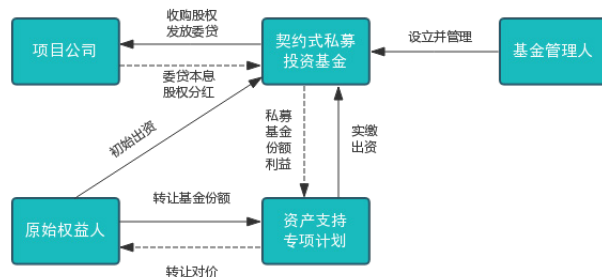 收购股权
发放委贷
项目公司
契约式私募
投资基金
设立并管理
基金管理人
委贷本息
股权分红
初始出资
私募
基金
份额
利益
实缴
出资
原始权益人
转让基金份额
资产支持
专项计划
转让对价